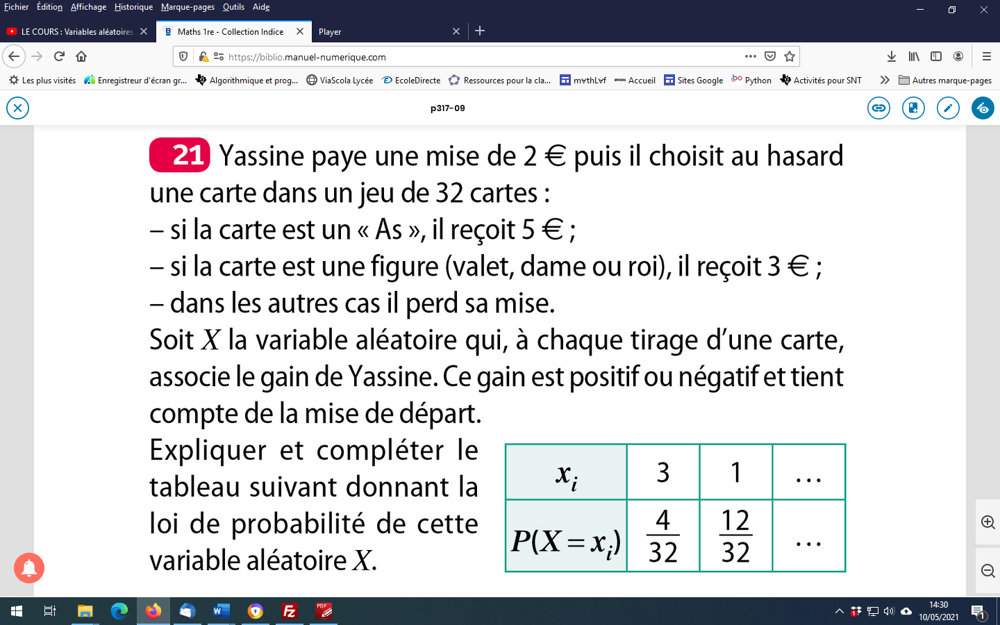 Fichier Édition Affichage Historique Marque-pages Outils Aide
LE COURS : Variables aléatoires
Maths 1re - Collection Indice
Player
https://biblio.manuel-numerique.com
Les plus visités
Enregistreur d'écran gr...
Algorithmique et prog...
ViaScola Lycée
EcoleDirecte
Ressources pour la cla...
m∀thL∀f
Accueil
Sites Google
Python
Activités pour SNT
Autres marque-pages
p317-09
21 Yassine paye une mise de 2 € puis il choisit au hasard
une carte dans un jeu de 32 cartes :
– si la carte est un « As », il reçoit 5 € ;
– si la carte est une figure (valet, dame ou roi), il reçoit 3 € ;
– dans les autres cas il perd sa mise.
Soit X la variable aléatoire qui, à chaque tirage d'une carte,
associe le gain de Yassine. Ce gain est positif ou négatif et tient
compte de la mise de départ.
Expliquer et compléter le
tableau suivant donnant la
loi de probabilité de cette
variable aléatoire X.
xi 3 1 ...
P(X = xi) 4/32 12/32 ...
14:30
10/05/2021
1